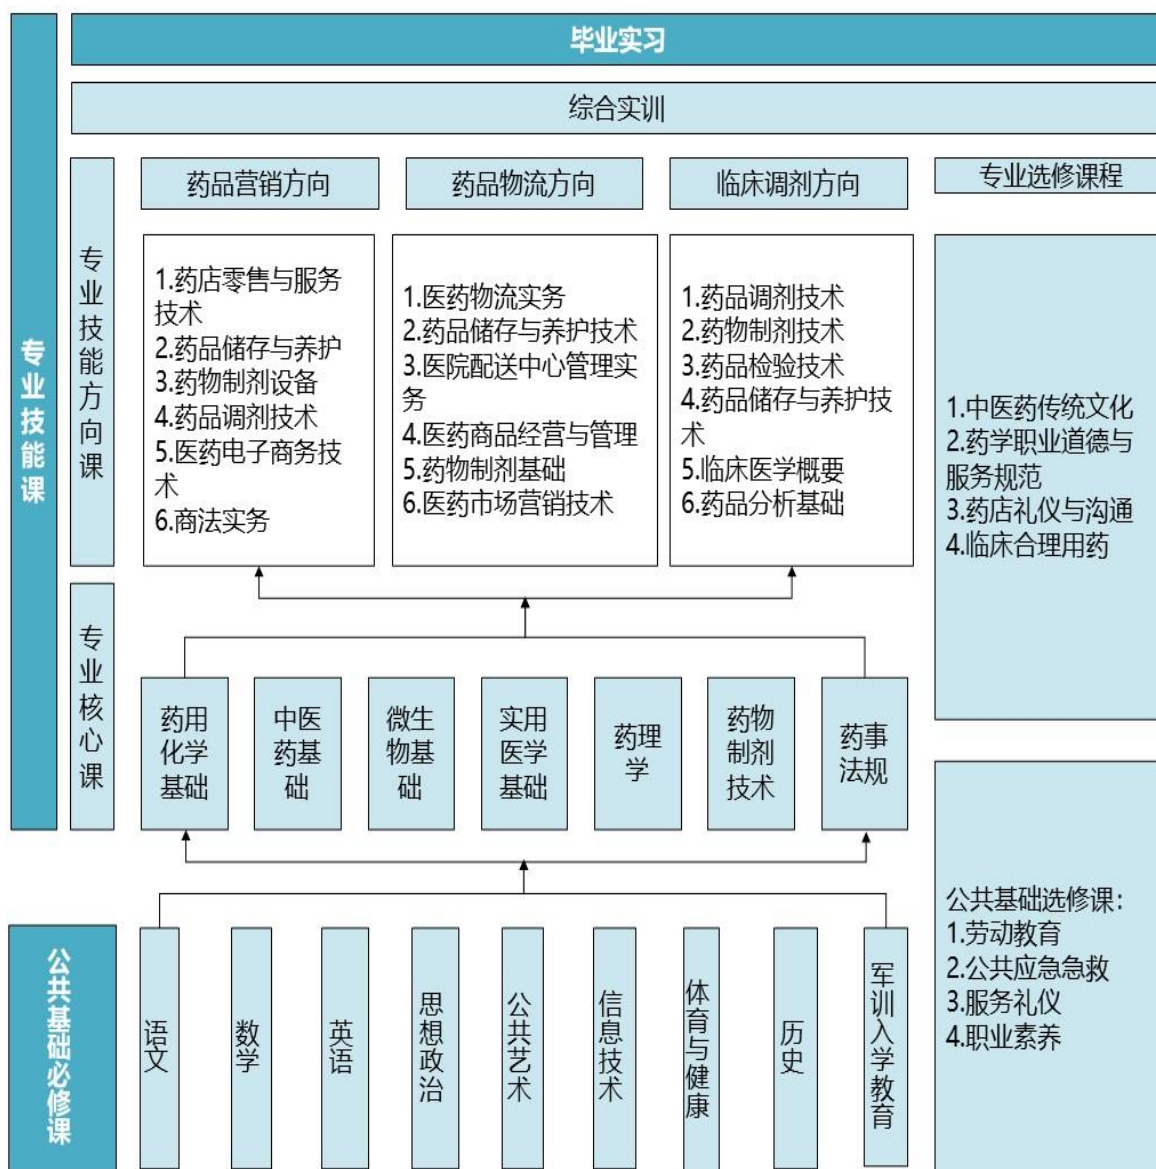 毕业实习
综合实训
专业技能课
专业技能方向课
药品营销方向
药品物流方向
临床调剂方向
专业选修课程
1.药店零售与服务
技术
2.药品储存与养护
3.药物制剂设备
4.药品调剂技术
5.医药电子商务技
术
6.商法实务
1.医药物流实务
2.药品储存与养护技术
3.医院配送中心管理实
务
4.医药商品经营与管理
5.药物制剂基础
6.医药市场营销技术
1.药品调剂技术
2.药物制剂技术
3.药品检验技术
4.药品储存与养护技
术
5.临床医学概要
6.药品分析基础
1.中医药传统文化
2.药学职业道德与
服务规范
3.药店礼仪与沟通
4.临床合理用药
专业核心课
药用
化学
基础
中医
药基
础
微生
物基
础
实用
医学
基础
药理
学
药物
制剂
技术
药事
法规
公共基础必修课
语文
数学
英语
思想政治
公共艺术
信息技术
体育与健康
历史
军训入学教育
公共基础选修课：
1.劳动教育
2.公共应急急救
3.服务礼仪
4.职业素养